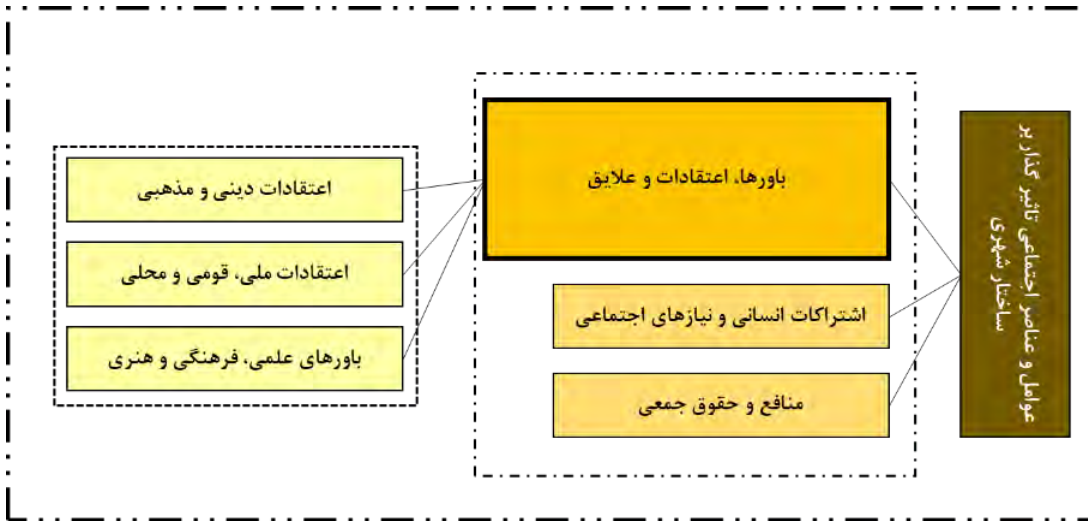 عوامل و عناصر اجتماعی تاثیر گذار بر
ساختار شهری
باورها، اعتقادات و علایق
اشتراکات انسانی و نیازهای اجتماعی
منافع و حقوق جمعی
اعتقادات دینی و مذهبی
اعتقادات ملی، قومی و محلی
باورهای علمی، فرهنگی و هنری